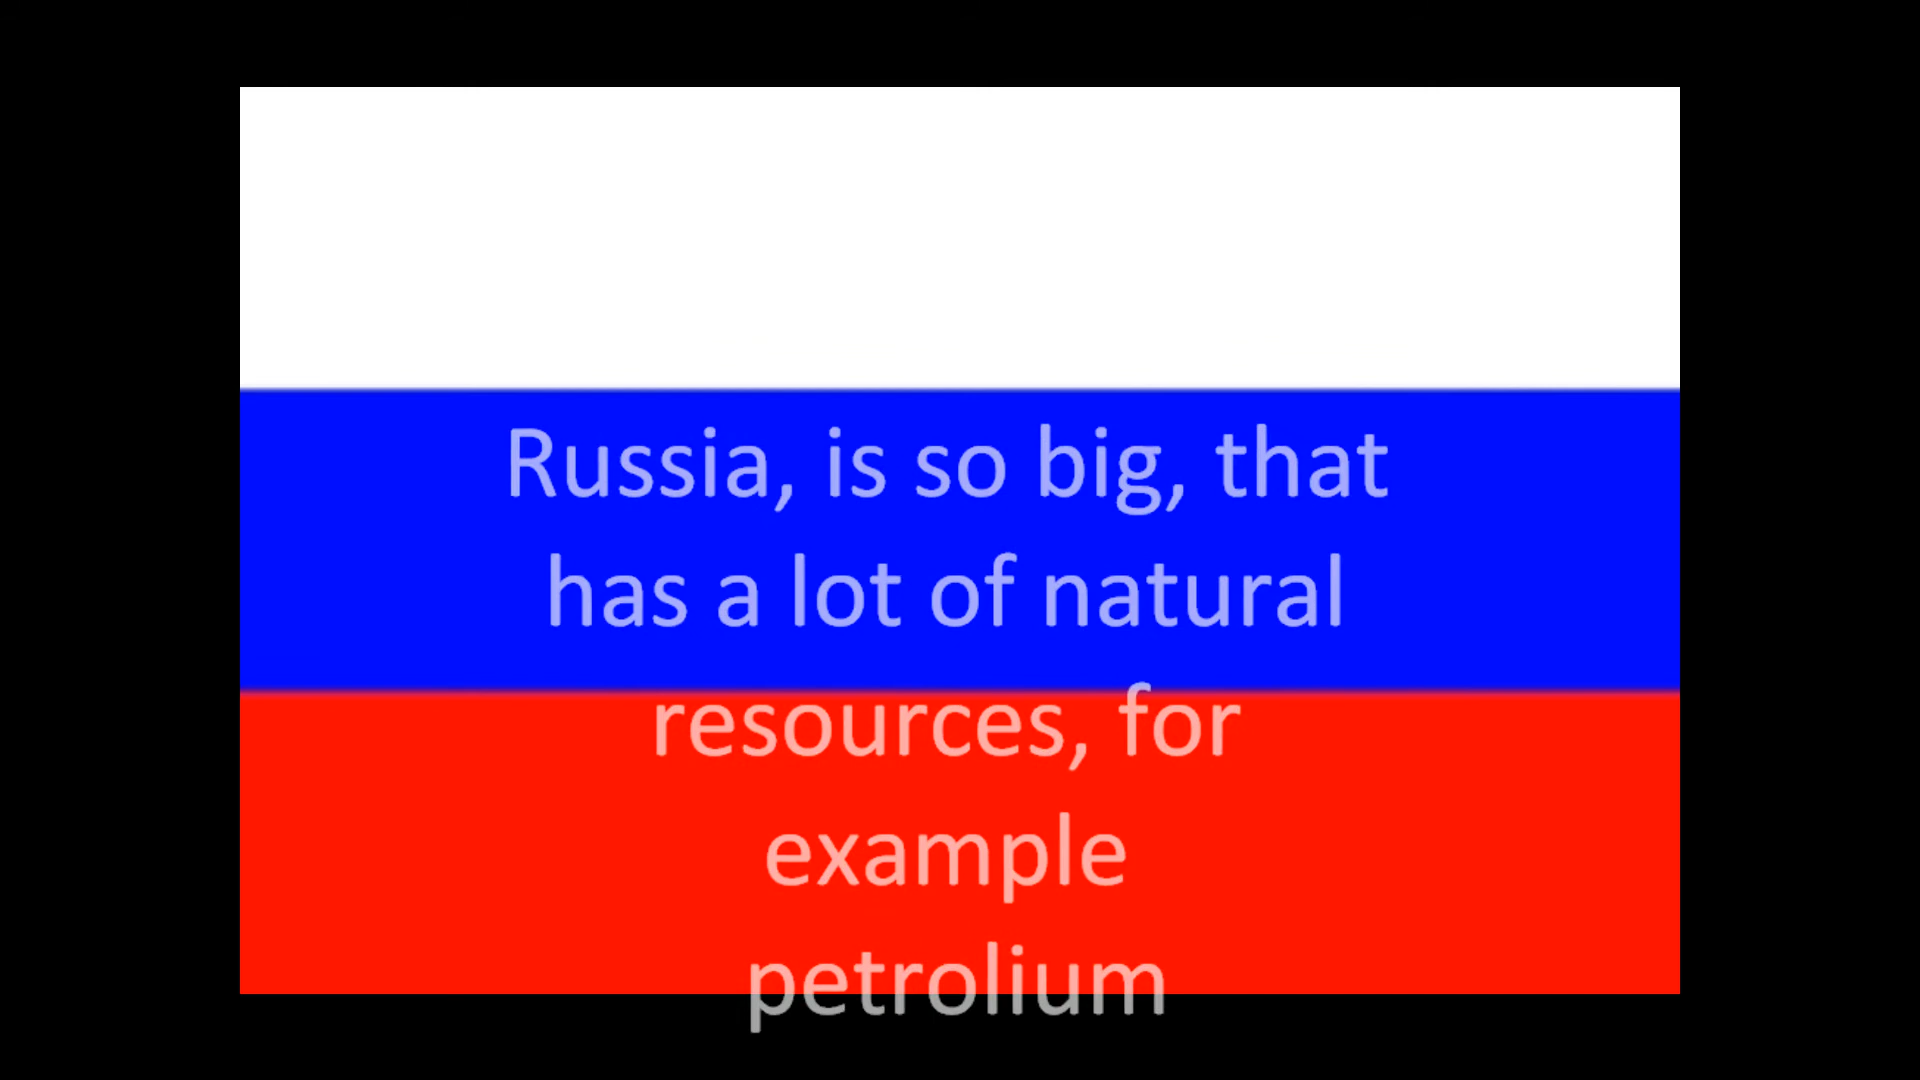 Russia, is so big, that
has a lot of natural
resources, for
example
petrolium